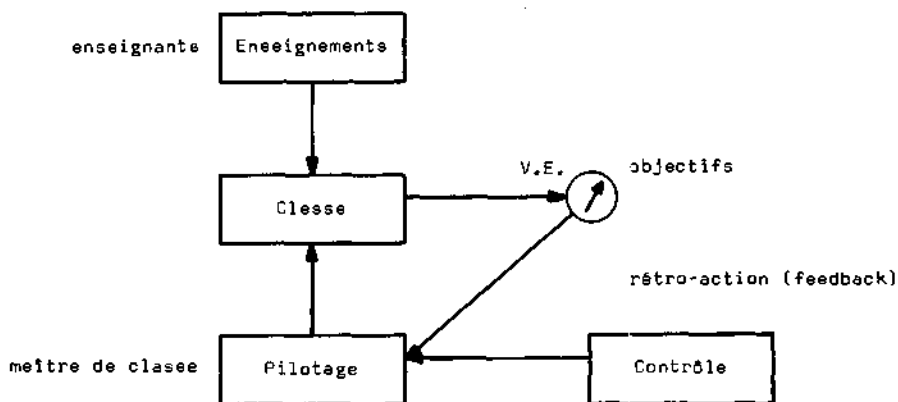 enseignante
Eneeignements
V.E.
objectifs
Clesse
rétro-action (feedback)
meître de clasee
Pilotage
Contrôle